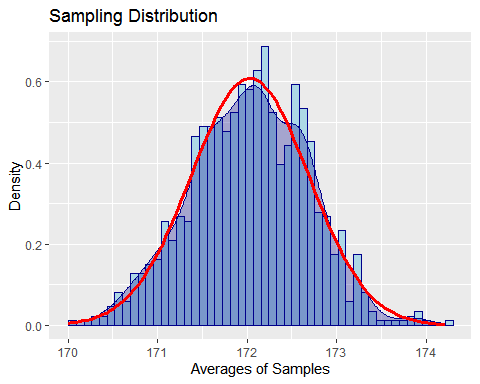 Sampling Distribution
Density
0.6
0.4
0.2
0.0
170 171 172 173 174
Averages of Samples